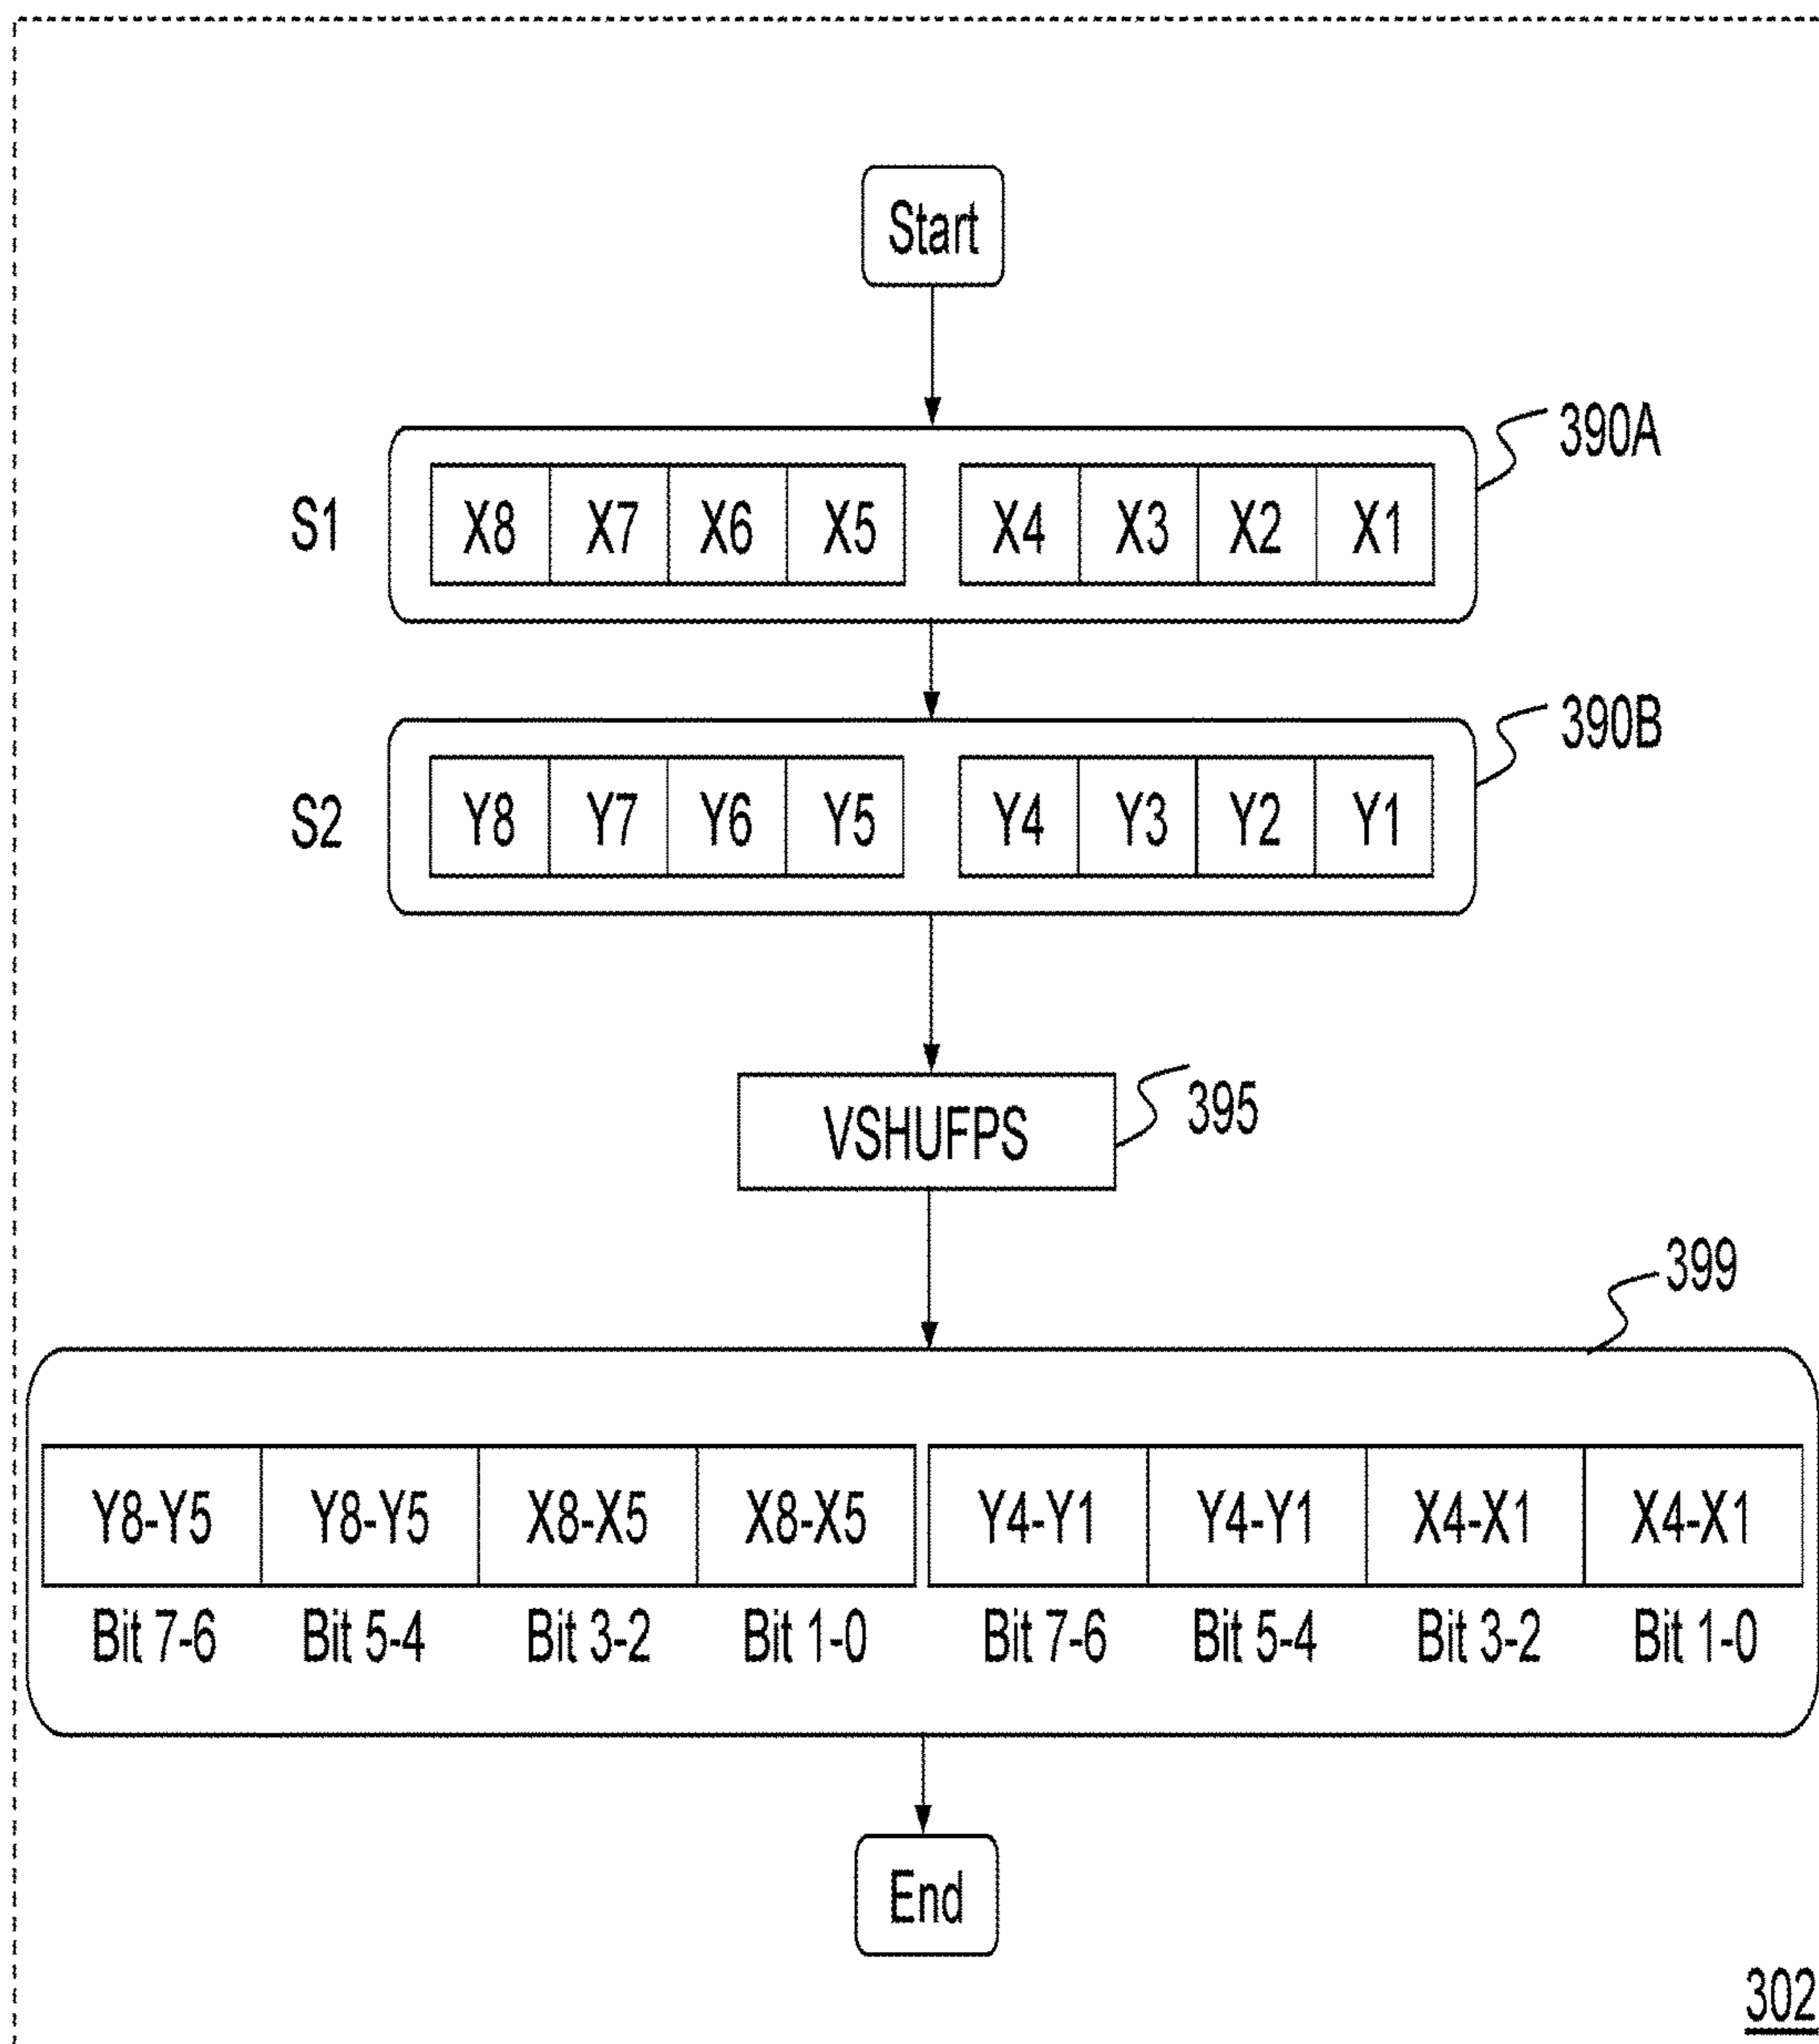 Start
390A
S1 X8 X7 X6 X5 X4 X3 X2 X1
390B
S2 Y8 Y7 Y6 Y5 Y4 Y3 Y2 Y1
VSHUFPS 395
399
Y8-Y5 Y8-Y5 X8-X5 X8-X5 Y4-Y1 Y4-Y1 X4-X1 X4-X1
Bit 7-6 Bit 5-4 Bit 3-2 Bit 1-0 Bit 7-6 Bit 5-4 Bit 3-2 Bit 1-0
End
302